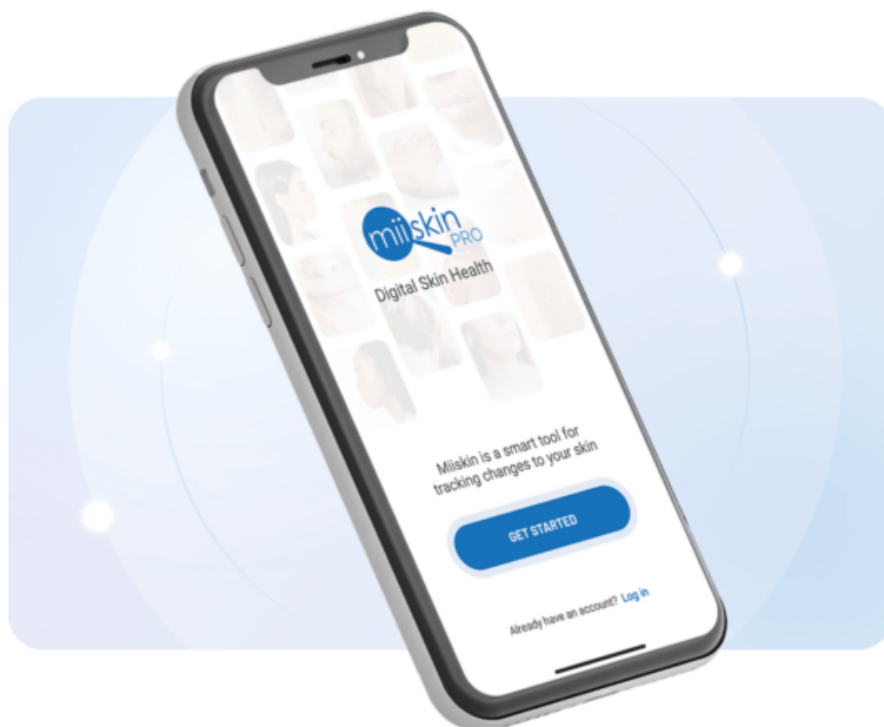 miiskin
PRO
Digital Skin Health
Miiskin is a smart tool for
tracking changes to your skin
GET STARTED
Already have an account? Log in